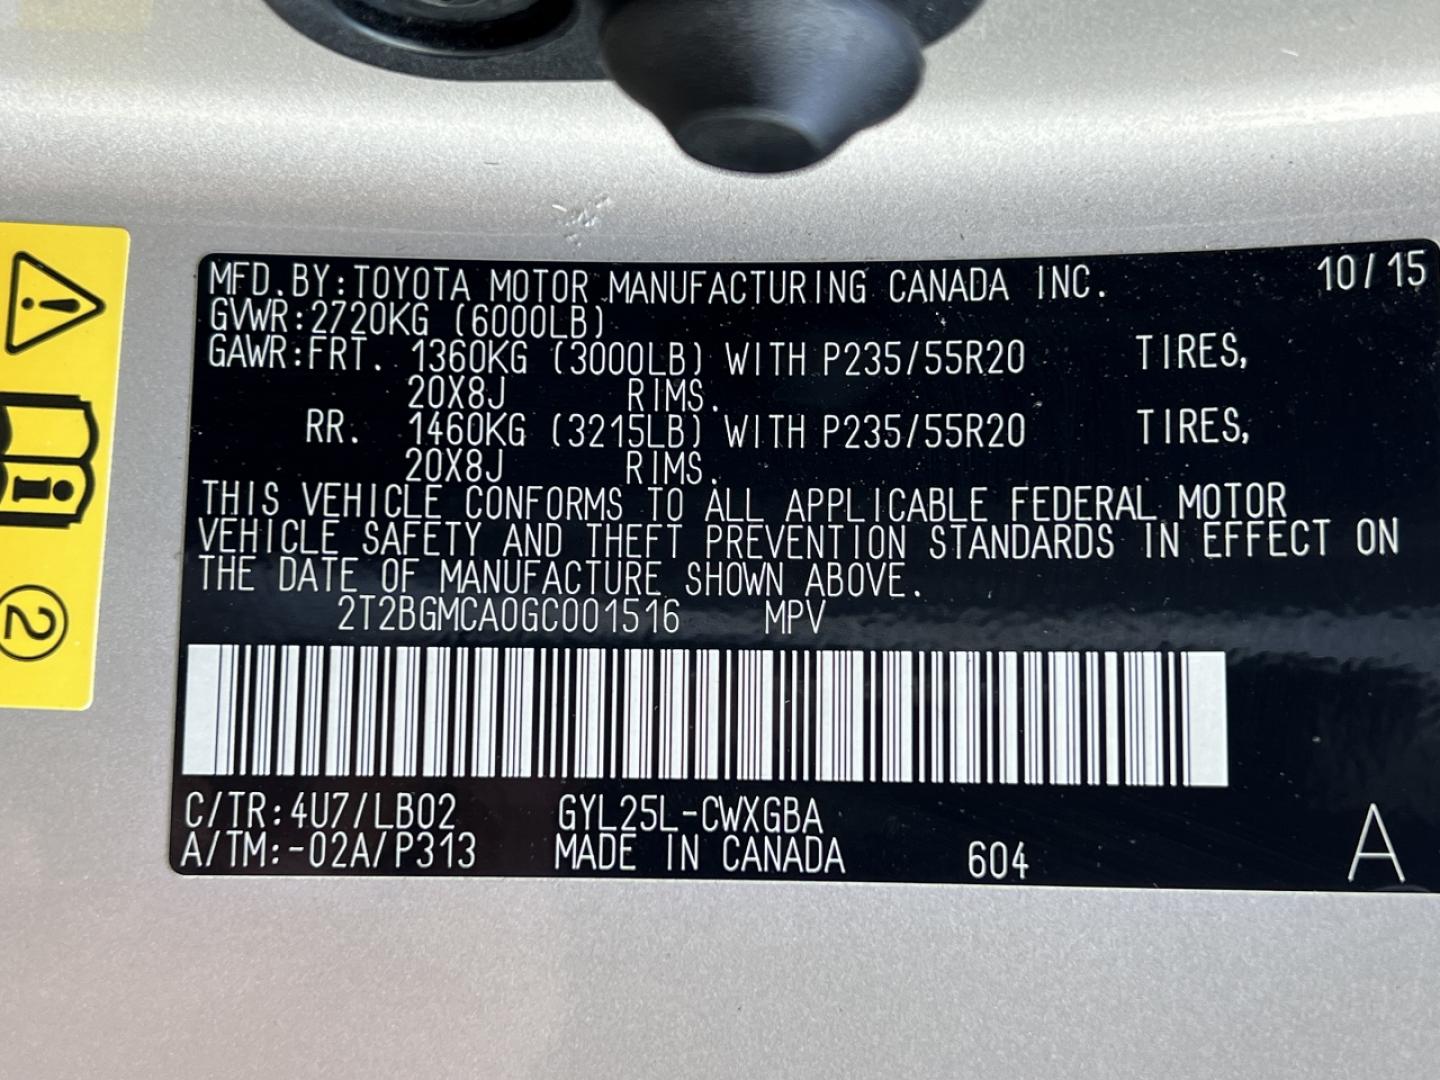 MFD.BY:TOYOTA MOTOR MANUFACTURING CANADA INC. 10/15
GVWR:2720KG (6000LB)
GAWR:FRT. 1360KG (3000LB) WITH P235/55R20 TIRES,
20X8J RIMS.
RR. 1460KG (3215LB) WITH P235/55R20 TIRES,
20X8J RIMS.
THIS VEHICLE CONFORMS TO ALL APPLICABLE FEDERAL MOTOR
VEHICLE SAFETY AND THEFT PREVENTION STANDARDS IN EFFECT ON
THE DATE OF MANUFACTURE SHOWN ABOVE.
2T2BGMCA0GC001516 MPV
C/TR:4U7/LB02 GYL25L-CWXGBA
A/TM:-02A/P313 MADE IN CANADA 604 A
2